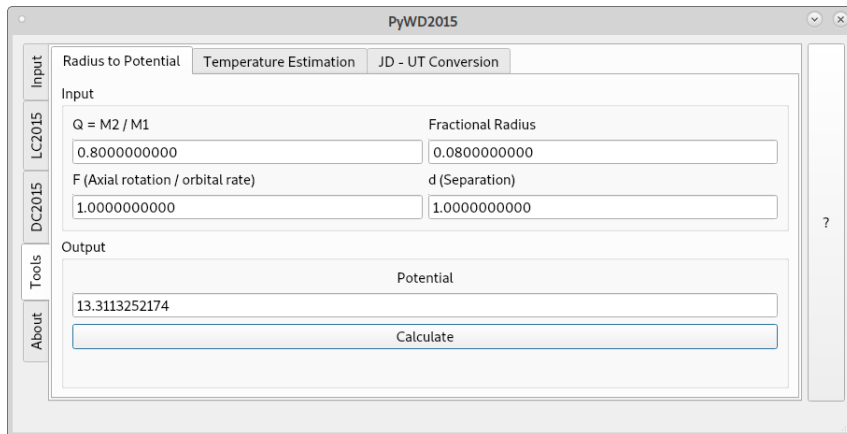 PyWD2015
Input
LC2015
DC2015
Tools
About
Radius to Potential Temperature Estimation JD - UT Conversion
Input
Q = M2 / M1 Fractional Radius
0.8000000000 0.0800000000
F (Axial rotation / orbital rate) d (Separation)
1.0000000000 1.0000000000
Output
Potential
13.3113252174
Calculate
?